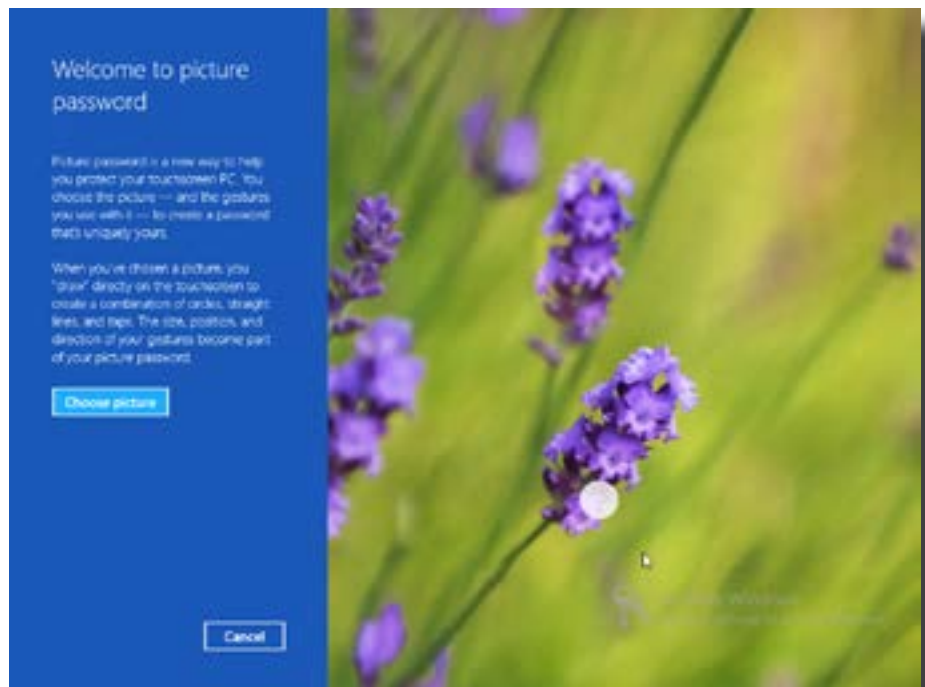 Welcome to picture
password
Picture password is a new way to help
you protect your touchscreen PC. You
choose the picture — and the gestures
you use with it — to create a password
that's uniquely yours.
When you've chosen a picture, you
"draw" directly on the touchscreen to
create a combination of circles, straight
lines, and taps. The size, position, and
direction of your gestures become part
of your picture password.
Choose picture
Cancel